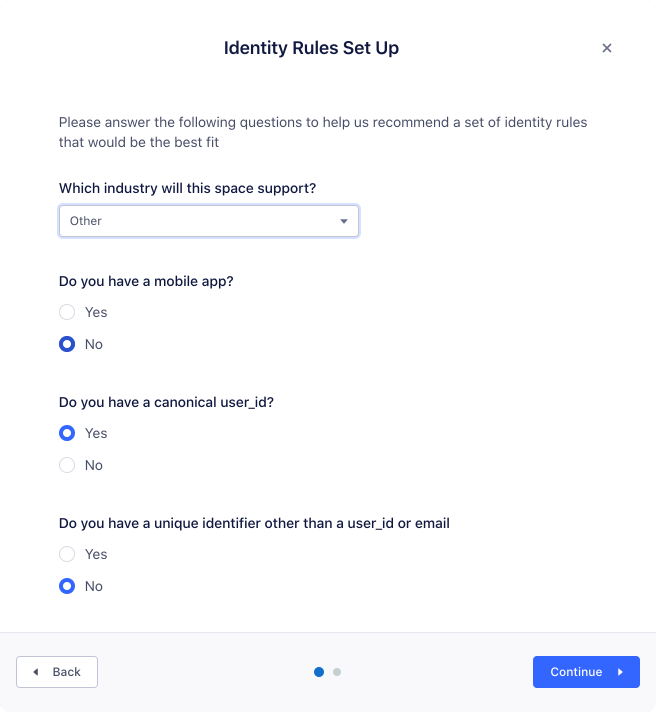 Identity Rules Set Up
Please answer the following questions to help us recommend a set of identity rules
that would be the best fit
Which industry will this space support?
Other
Do you have a mobile app?
Yes
No
Do you have a canonical user_id?
Yes
No
Do you have a unique identifier other than a user_id or email
Yes
No
Back
Continue